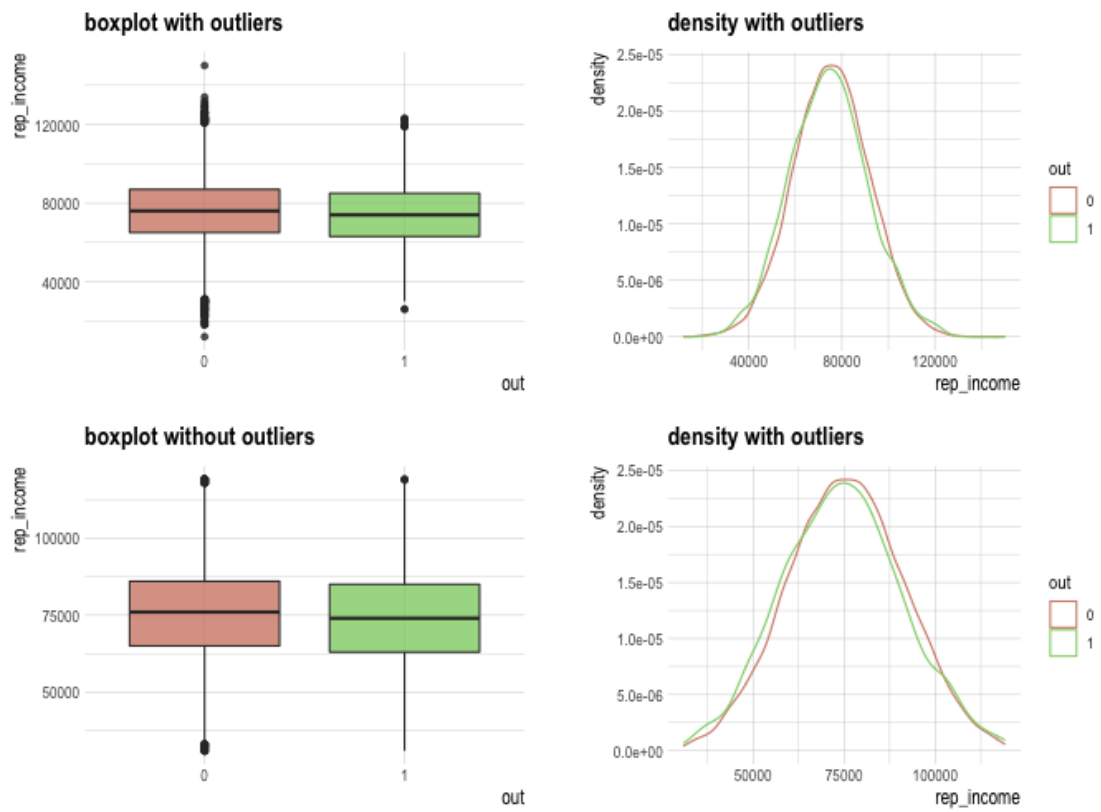 boxplot with outliers
rep_income
120000
80000
40000
0
1
out
density with outliers
density
2.5e-05
2.0e-05
1.5e-05
1.0e-05
5.0e-06
0.0e+00
40000
80000
120000
rep_income
out
0
1
boxplot without outliers
rep_income
100000
75000
50000
0
1
out
density with outliers
density
2.5e-05
2.0e-05
1.5e-05
1.0e-05
5.0e-06
0.0e+00
50000
75000
100000
rep_income
out
0
1